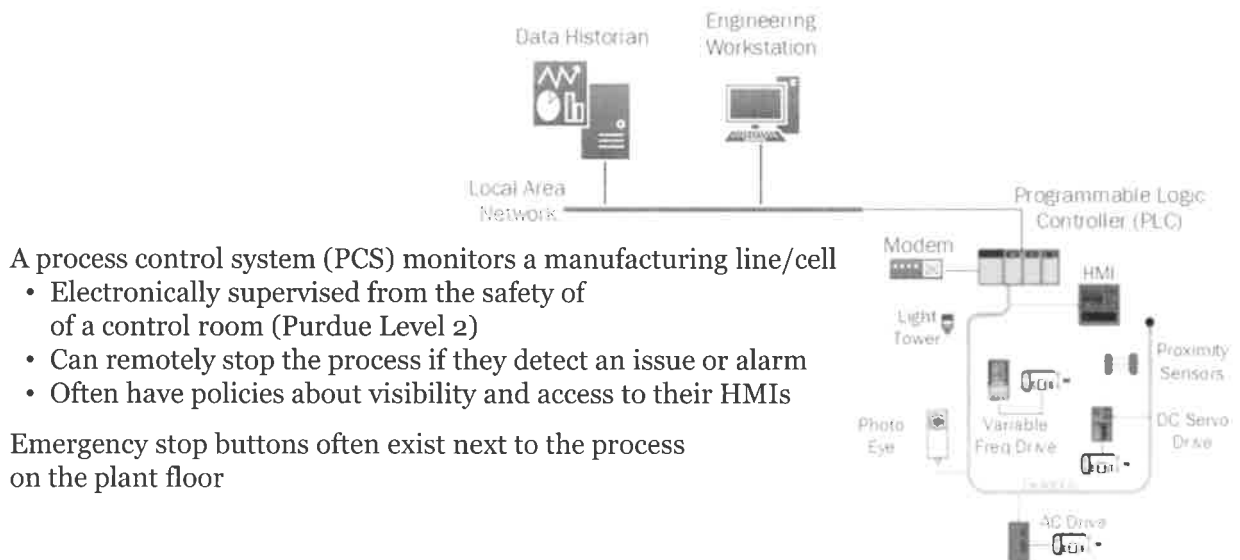 Data Historian
Engineering
Workstation
Local Area
Network
Programmable Logic
Controller (PLC)
Modem
HMI
Light
Tower
Proximity
Sensors
Photo
Eye
Variable
Freq Drive
DC Servo
Drive
AC Drive
A process control system (PCS) monitors a manufacturing line/cell
• Electronically supervised from the safety of
of a control room (Purdue Level 2)
• Can remotely stop the process if they detect an issue or alarm
• Often have policies about visibility and access to their HMIs
Emergency stop buttons often exist next to the process
on the plant floor